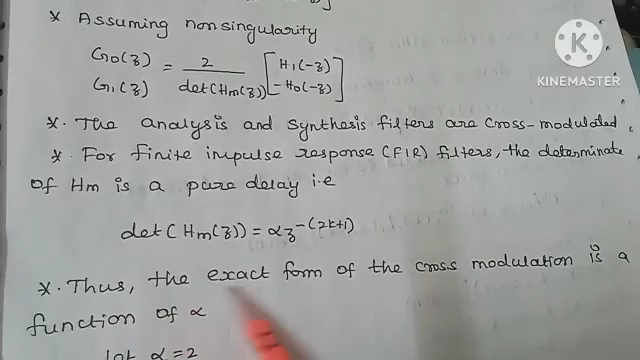 * Assuming nonsingularity
G0(z) = 2 [ H1(-z)
G1(z) det(Hm(z)) -H0(-z) ]
KINEMASTER
*. The analysis and synthesis filters are cross-modulated.
*. For finite impulse response (FIR) filters, the determinate
of Hm is a pure delay i.e
det(Hm(z)) = αz-(2k+1)
*. Thus, the exact form of the cross modulation is a
function of α
let α = 2